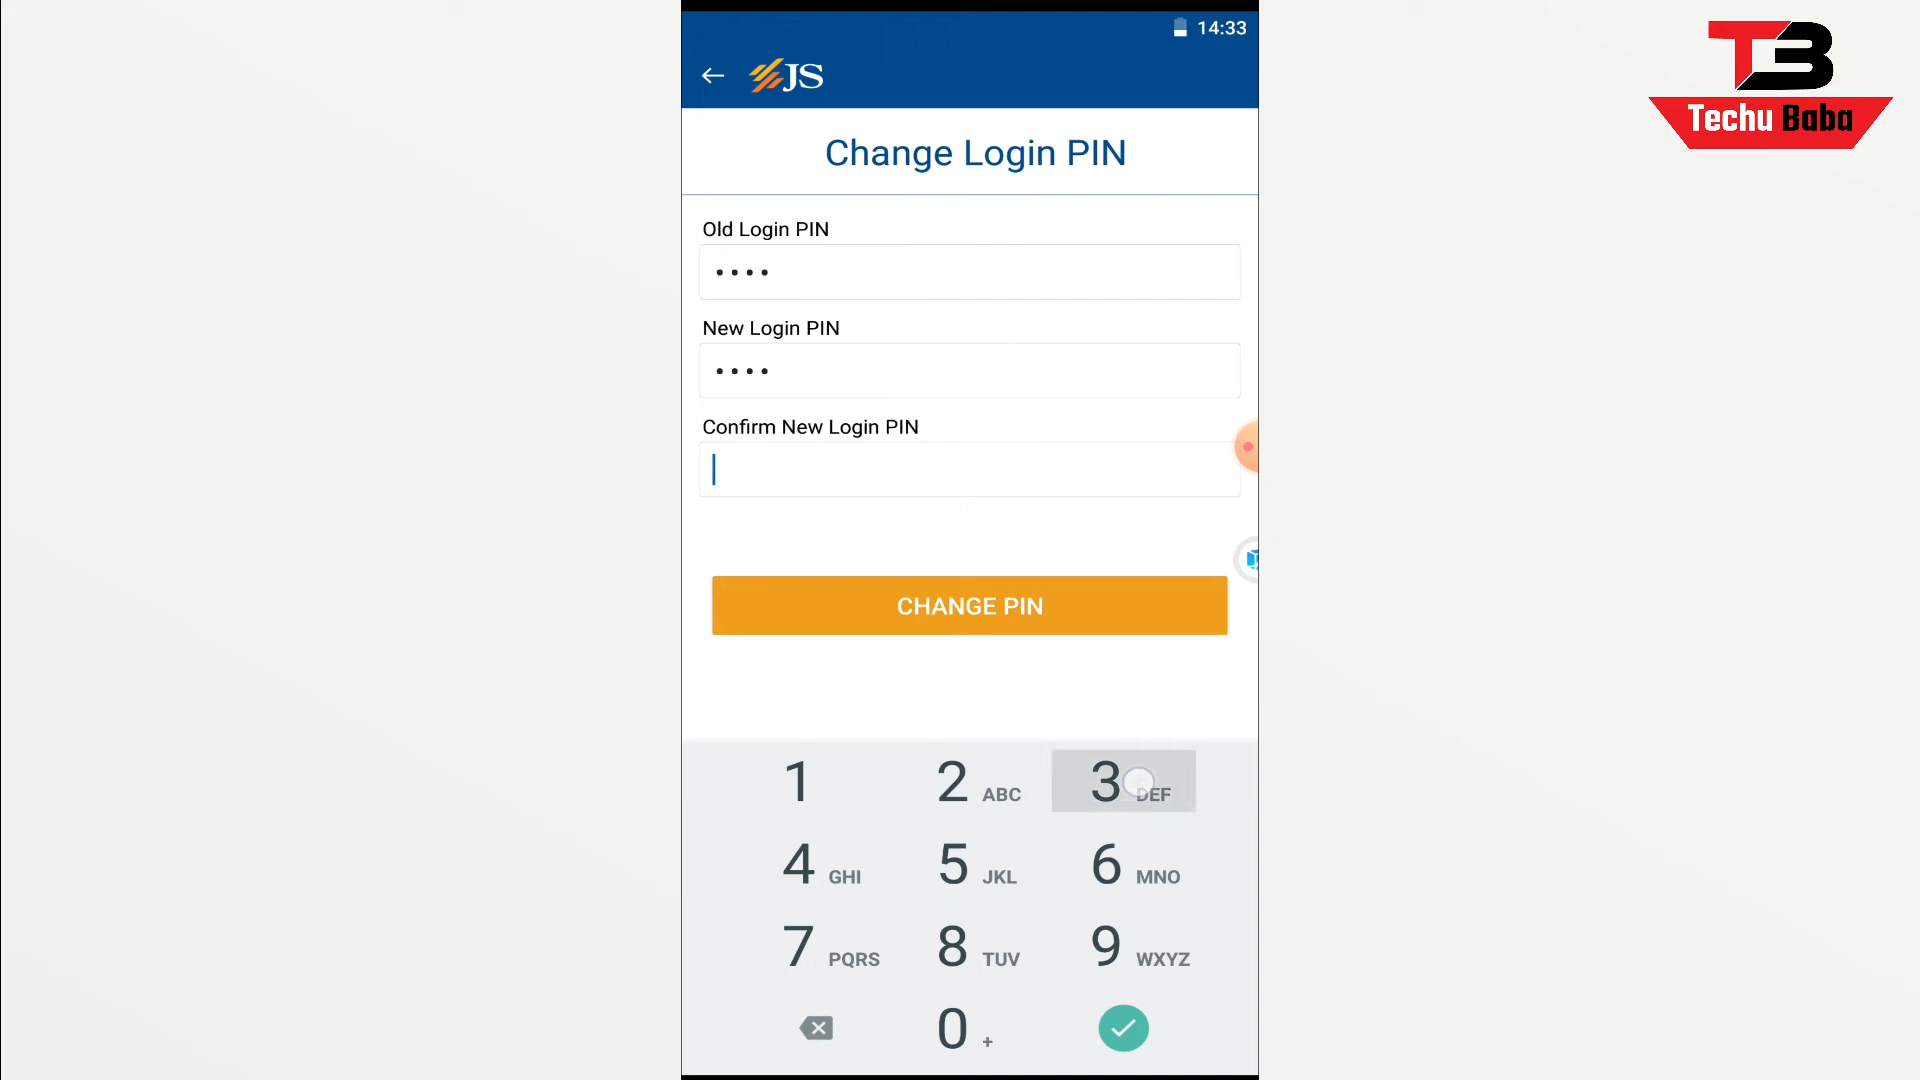 14:33
JS
T3
Techu Baba
Change Login PIN
Old Login PIN
••••
New Login PIN
••••
Confirm New Login PIN
CHANGE PIN
1 2 ABC 3 DEF
4 GHI 5 JKL 6 MNO
7 PQRS 8 TUV 9 WXYZ
0 +